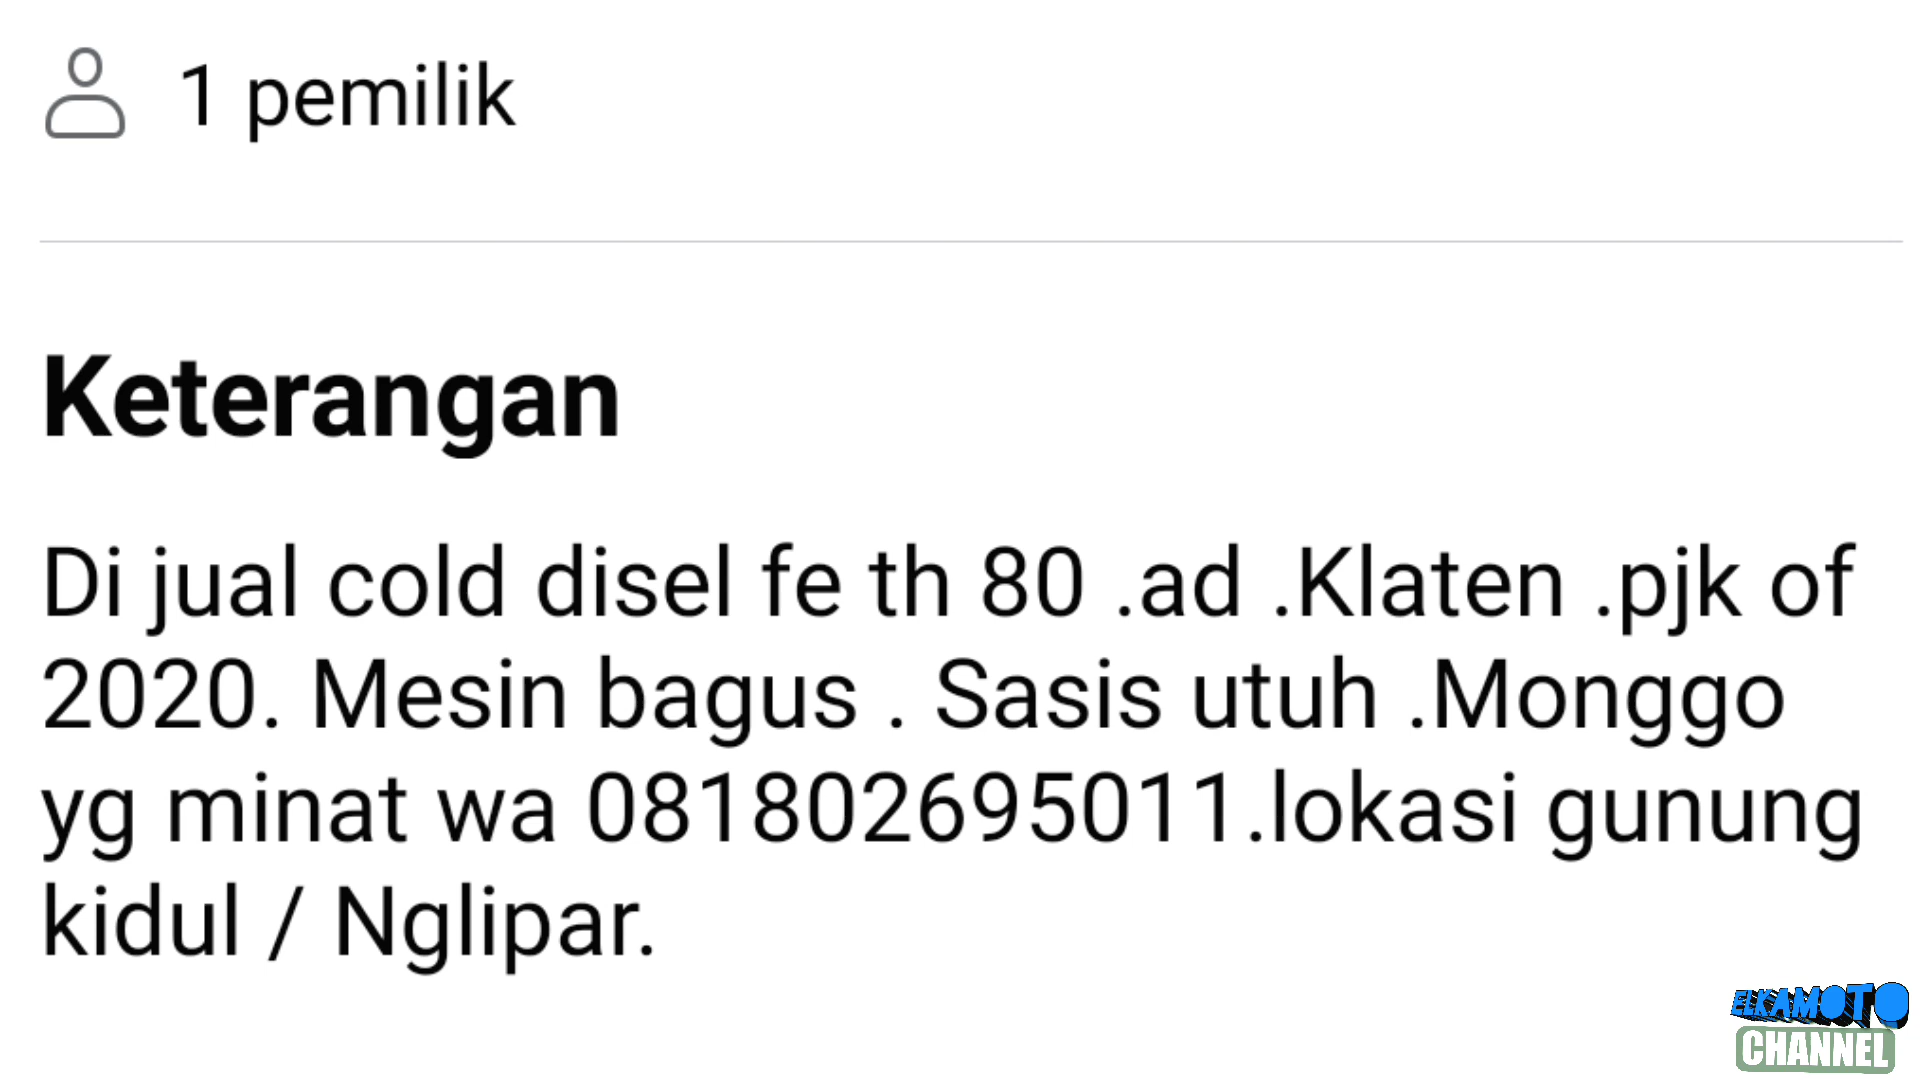 1 pemilik
Keterangan
Di jual cold disel fe th 80 .ad .Klaten .pjk of
2020. Mesin bagus . Sasis utuh .Monggo
yg minat wa 081802695011.lokasi gunung
kidul / Nglipar.
ELKAMOTO
CHANNEL